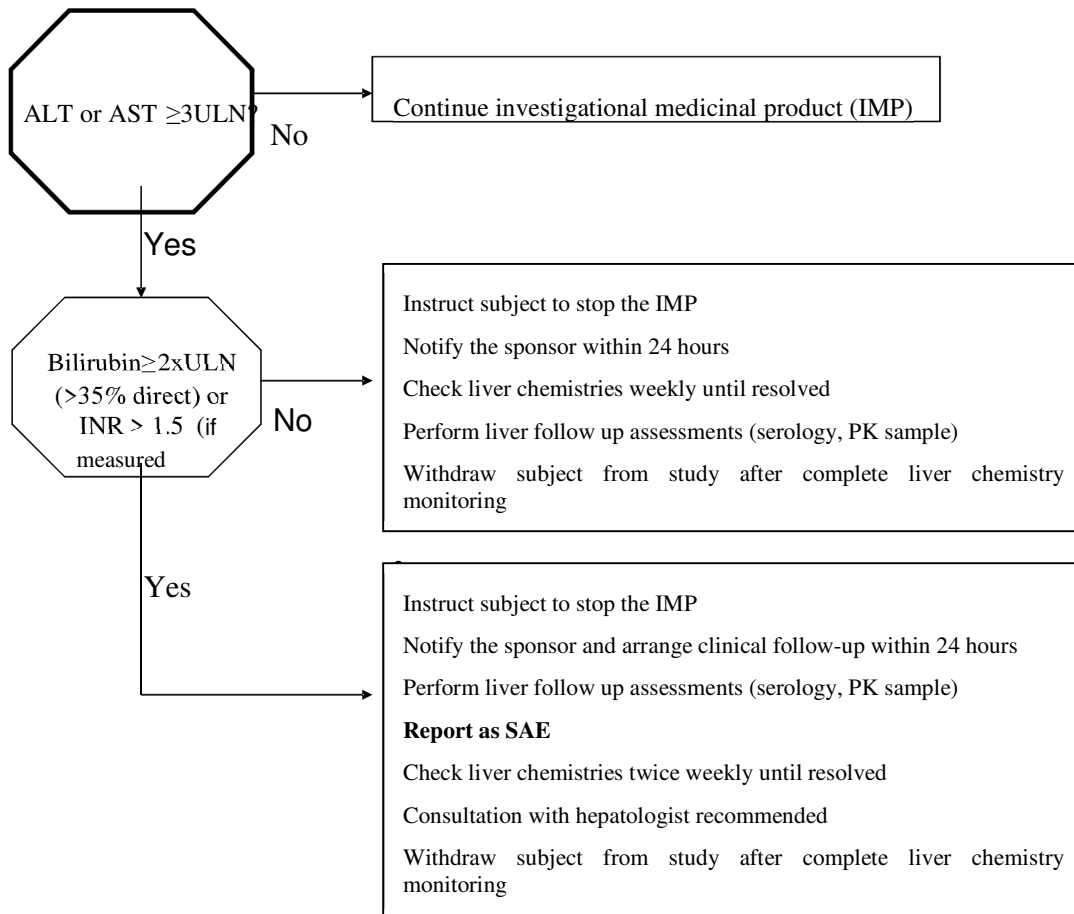 ALT or AST ≥3ULN?
No
Continue investigational medicinal product (IMP)
Yes
Bilirubin≥2xULN
(>35% direct) or
INR > 1.5 (if
measured
No
Instruct subject to stop the IMP
Notify the sponsor within 24 hours
Check liver chemistries weekly until resolved
Perform liver follow up assessments (serology, PK sample)
Withdraw subject from study after complete liver chemistry
monitoring
Yes
Instruct subject to stop the IMP
Notify the sponsor and arrange clinical follow-up within 24 hours
Perform liver follow up assessments (serology, PK sample)
Report as SAE
Check liver chemistries twice weekly until resolved
Consultation with hepatologist recommended
Withdraw subject from study after complete liver chemistry
monitoring